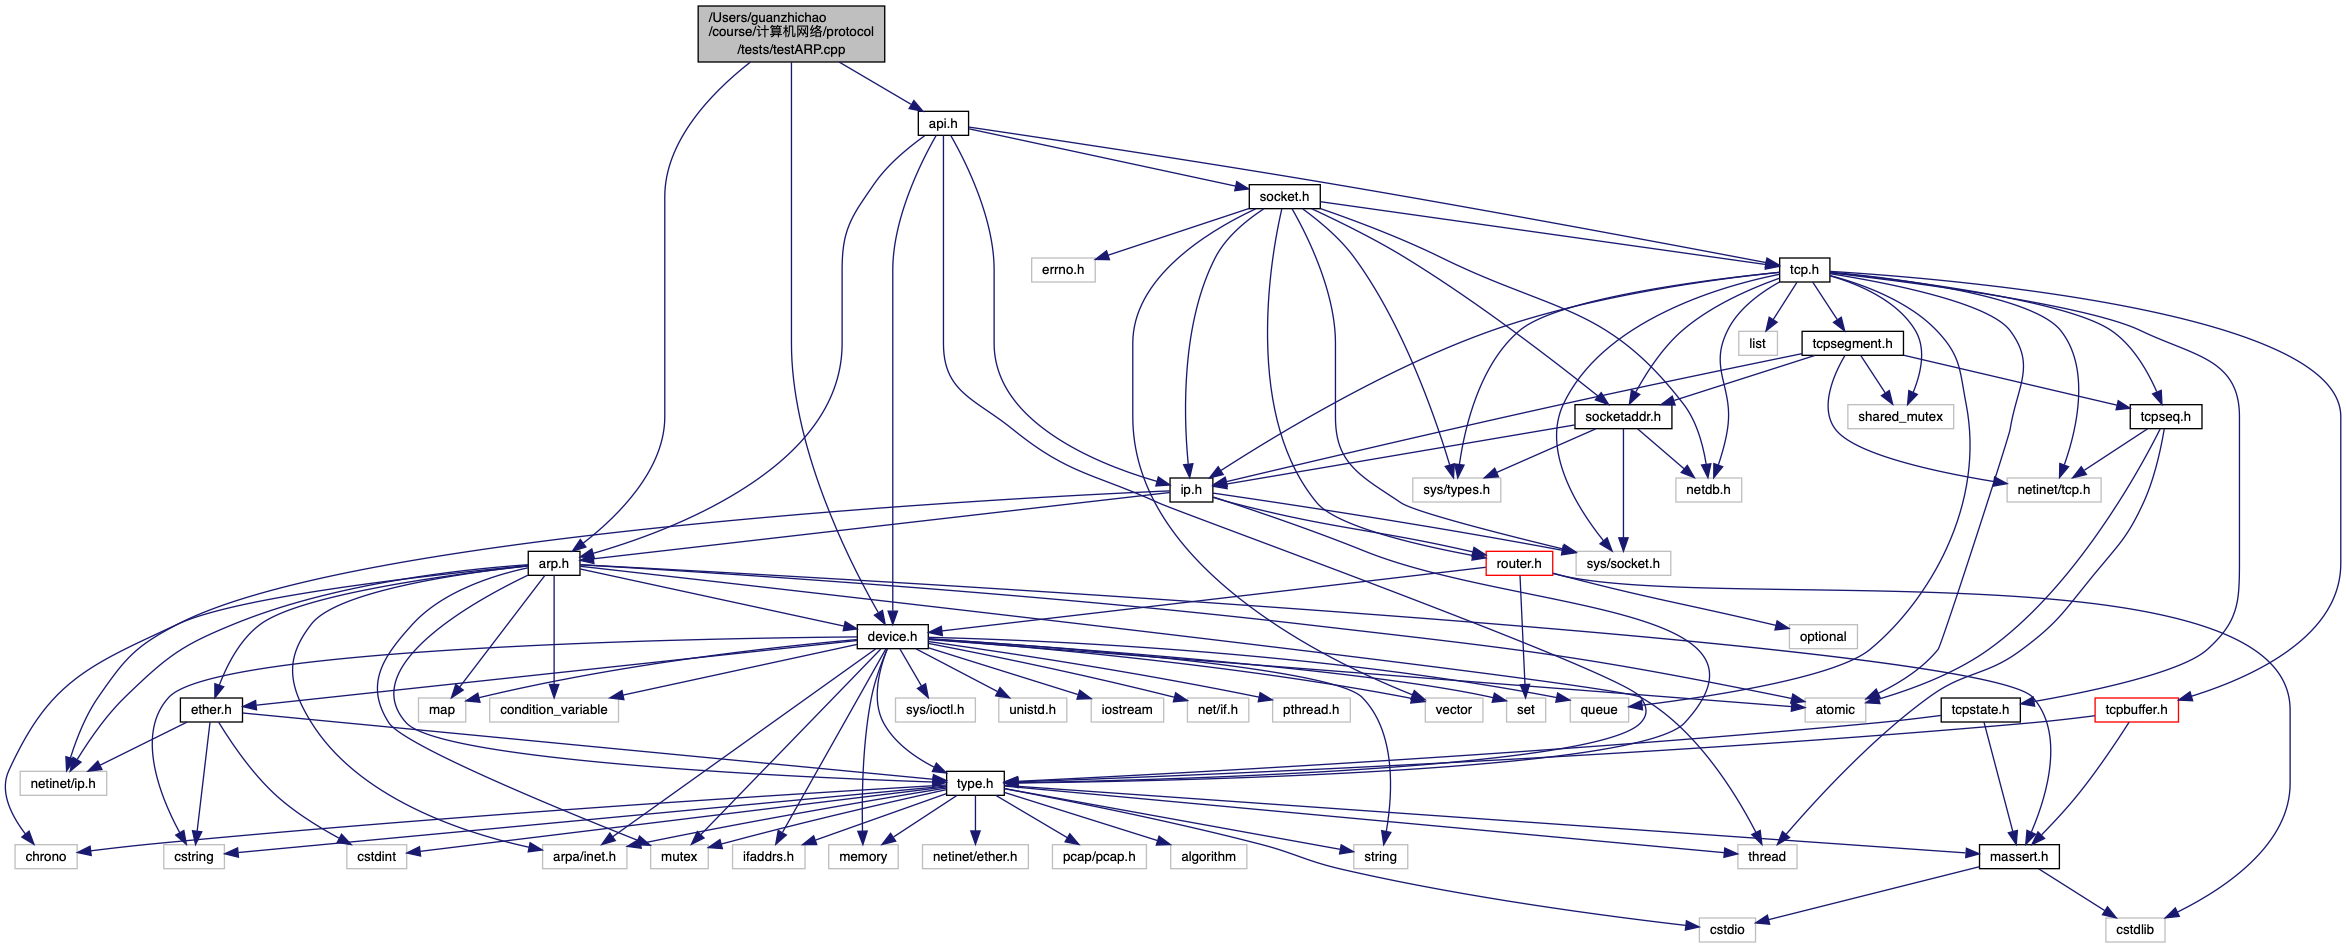 /Users/guanzhichao
/course/计算机网络/protocol
/tests/testARP.cpp
api.h
socket.h
errno.h
tcp.h
list
tcpsegment.h
socketaddr.h
shared_mutex
tcpseq.h
ip.h
sys/types.h
netdb.h
netinet/tcp.h
arp.h
router.h
sys/socket.h
device.h
optional
ether.h
map
condition_variable
sys/ioctl.h
unistd.h
iostream
net/if.h
pthread.h
vector
set
queue
atomic
tcpstate.h
tcpbuffer.h
netinet/ip.h
type.h
chrono
cstring
cstdint
arpa/inet.h
mutex
ifaddrs.h
memory
netinet/ether.h
pcap/pcap.h
algorithm
string
thread
massert.h
cstdio
cstdlib